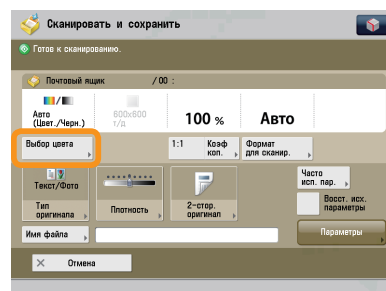 Сканировать и сохранить
Готов к сканированию.
Почтовый ящик / 00 :
Авто
(Цвет./Черн.)
600x600
т/д
100 %
Авто
Выбор цвета
1:1 Коэф
коп.
Формат
для сканир.
Текст/Фото
Часто
исп. пар.
Восст. исх.
параметры
Тип
оригинала
Плотность
2-стор.
оригинал
Имя файла
Параметры
Отмена